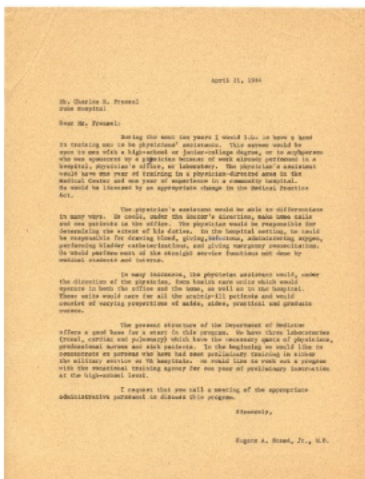 April 21, 1964
Mr. Charles H. Frenzel
Duke Hospital
Dear Mr. Frenzel:
During the next ten years I would like to have a hand
in training men to be physicians' assistants. This career would be
open to men with a high-school or junior-college degree, or to any person
who was sponsored by a physician because of work already performed in a
hospital, physician's office, or laboratory. The physician's assistant
would have one year of training in a physician-directed area in the
Medical Center and one year of experience in a community hospital.
He would be licensed by an appropriate change in the Medical Practice
Act.
The physician's assistant would be able to differentiate
in many ways. He could, under the doctor's direction, make home calls
and see patients in the office. The physician would be responsible for
determining the extent of his duties. In the hospital setting, he could
be responsible for drawing blood, giving infusions, administering oxygen,
performing bladder catheterizations, and giving emergency resuscitation.
He would perform most of the straight service functions not done by
medical students and interns.
In many instances, the physician assistant would, under
the direction of the physician, form health care units which would
operate in both the office and the home, as well as in the hospital.
These units would care for all the acutely-ill patients and would
consist of varying proportions of aides, and practical and graduate
nurses.
The present structure of the Department of Medicine
offers a good base for a start in this program. We have three laboratories
(renal, cardiac and pulmonary) which have the necessary quota of physicians,
professional nurses and sick patients. In the beginning we would like to
concentrate on persons who have had some preliminary training in either
the military service or VA hospitals. We would like to work out a program
with the vocational training agency for one year of preliminary instruction
at the high-school level.
I request that you call a meeting of the appropriate
administrative personnel to discuss this program.
Sincerely,
Eugene A. Stead, Jr., M.D.